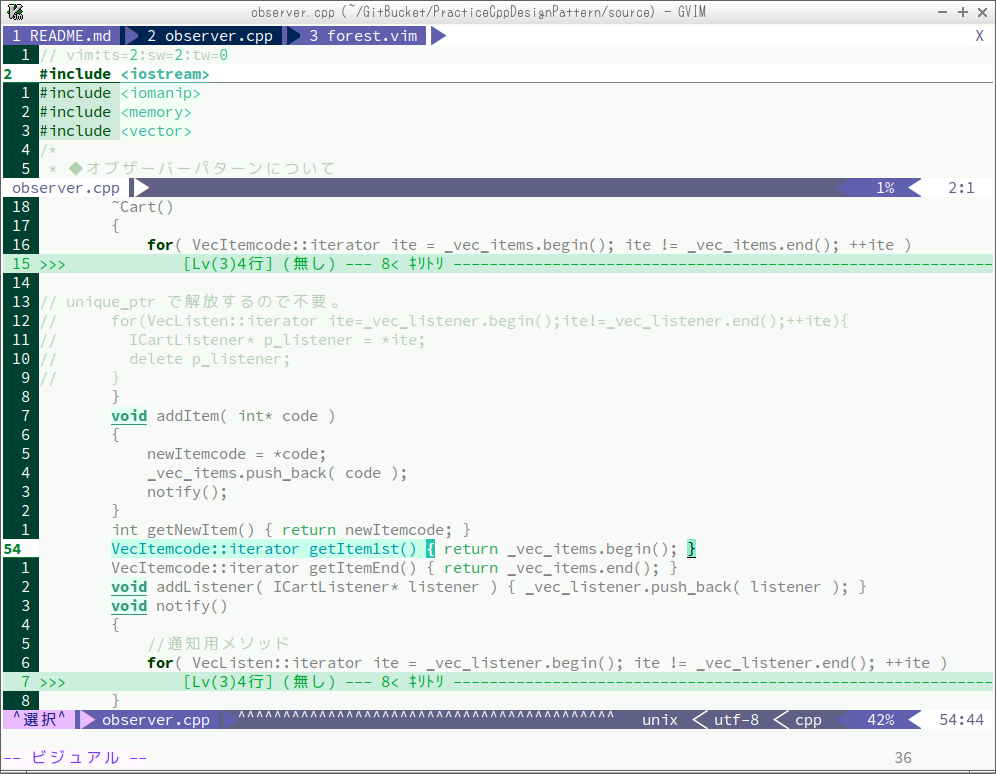 observer.cpp (~/GitBucket/PracticeCppDesignPattern/source) - GVIM
1 README.md 2 observer.cpp 3 forest.vim X
1 // vim:ts=2:sw=2:tw=0
2 #include <iostream>
1 #include <iomanip>
2 #include <memory>
3 #include <vector>
4 /*
5  * ◆オブザーバーパターンについて
observer.cpp 1% 2:1
18         ~Cart()
17         {
16             for( VecItemcode::iterator ite = _vec_items.begin(); ite != _vec_items.end(); ++ite )
15 >>>             [Lv(3)4行] (無し) --- 8< ｷﾘﾄﾘ ------------------------------------------------------------
14
13 // unique_ptr で解放するので不要。
12 //      for(VecListen::iterator ite=_vec_listener.begin();ite!=_vec_listener.end();++ite){
11 //        ICartListener* p_listener = *ite;
10 //        delete p_listener;
9 //      }
8         }
7         void addItem( int* code )
6         {
5             newItemcode = *code;
4             _vec_items.push_back( code );
3             notify();
2         }
1         int getNewItem() { return newItemcode; }
54         VecItemcode::iterator getItem1st() { return _vec_items.begin(); }
1         VecItemcode::iterator getItemEnd() { return _vec_items.end(); }
2         void addListener( ICartListener* listener ) { _vec_listener.push_back( listener ); }
3         void notify()
4         {
5             //通知用メソッド
6             for( VecListen::iterator ite = _vec_listener.begin(); ite != _vec_listener.end(); ++ite )
7 >>>             [Lv(3)4行] (無し) --- 8< ｷﾘﾄﾘ ------------------------------------------------------------
8         }
^選択^ observer.cpp ^^^^^^^^^^^^^^^^^^^^^^^^^^^^^^^^^^^^^^^^^^ unix utf-8 cpp 42% 54:44
-- ビジュアル -- 36